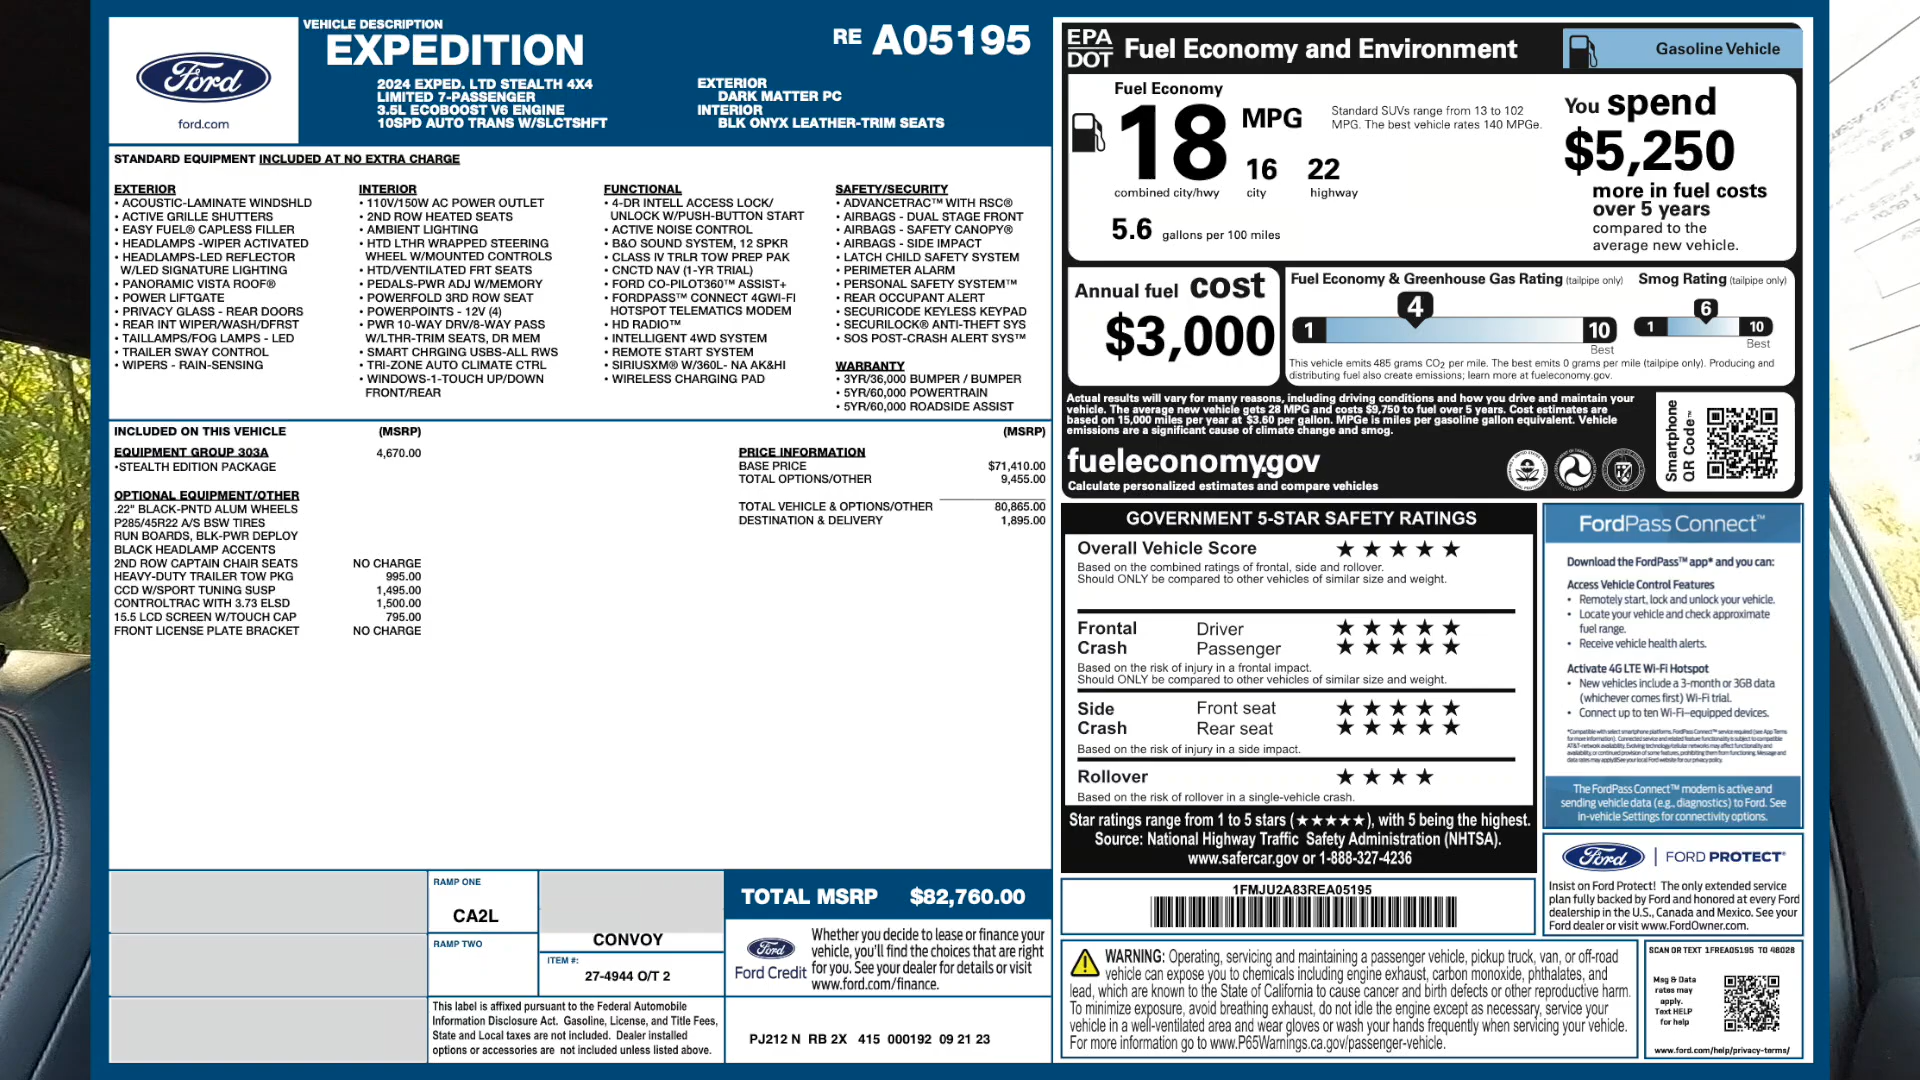 Ford
ford.com
VEHICLE DESCRIPTION
EXPEDITION
2024 EXPED. LTD STEALTH 4X4
LIMITED 7-PASSENGER
3.5L ECOBOOST V6 ENGINE
10SPD AUTO TRANS W/SLCTSHFT
RE A05195
EXTERIOR
DARK MATTER PC
INTERIOR
BLK ONYX LEATHER-TRIM SEATS
STANDARD EQUIPMENT INCLUDED AT NO EXTRA CHARGE
EXTERIOR
• ACOUSTIC-LAMINATE WINDSHLD
• ACTIVE GRILLE SHUTTERS
• EASY FUEL® CAPLESS FILLER
• HEADLAMPS -WIPER ACTIVATED
• HEADLAMPS-LED REFLECTOR
W/LED SIGNATURE LIGHTING
• PANORAMIC VISTA ROOF®
• POWER LIFTGATE
• PRIVACY GLASS - REAR DOORS
• REAR INT WIPER/WASH/DFRST
• TAILLAMPS/FOG LAMPS - LED
• TRAILER SWAY CONTROL
• WIPERS - RAIN-SENSING
INTERIOR
• 110V/150W AC POWER OUTLET
• 2ND ROW HEATED SEATS
• AMBIENT LIGHTING
• HTD LTHR WRAPPED STEERING
WHEEL W/MOUNTED CONTROLS
• HTD/VENTILATED FRT SEATS
• PEDALS-PWR ADJ W/MEMORY
• POWERFOLD 3RD ROW SEAT
• POWERPOINTS - 12V (4)
• PWR 10-WAY DRV/8-WAY PASS
W/LTHR-TRIM SEATS, DR MEM
• SMART CHRGING USBS-ALL RWS
• TRI-ZONE AUTO CLIMATE CTRL
• WINDOWS-1-TOUCH UP/DOWN
FRONT/REAR
FUNCTIONAL
• 4-DR INTELL ACCESS LOCK/
UNLOCK W/PUSH-BUTTON START
• ACTIVE NOISE CONTROL
• B&O SOUND SYSTEM, 12 SPKR
• CLASS IV TRLR TOW PREP PAK
• CNCTD NAV (1-YR TRIAL)
• FORD CO-PILOT360™ ASSIST+
• FORDPASS™ CONNECT 4GWI-FI
HOTSPOT TELEMATICS MODEM
• HD RADIO™
• INTELLIGENT 4WD SYSTEM
• REMOTE START SYSTEM
• SIRIUSXM® W/360L- NA AK&HI
• WIRELESS CHARGING PAD
SAFETY/SECURITY
• ADVANCETRAC™ WITH RSC®
• AIRBAGS - DUAL STAGE FRONT
• AIRBAGS - SAFETY CANOPY®
• AIRBAGS - SIDE IMPACT
• LATCH CHILD SAFETY SYSTEM
• PERIMETER ALARM
• PERSONAL SAFETY SYSTEM™
• REAR OCCUPANT ALERT
• SECURICODE KEYLESS KEYPAD
• SECURILOCK® ANTI-THEFT SYS
• SOS POST-CRASH ALERT SYS™
WARRANTY
• 3YR/36,000 BUMPER / BUMPER
• 5YR/60,000 POWERTRAIN
• 5YR/60,000 ROADSIDE ASSIST
INCLUDED ON THIS VEHICLE (MSRP)
EQUIPMENT GROUP 303A 4,670.00
•STEALTH EDITION PACKAGE
OPTIONAL EQUIPMENT/OTHER
.22" BLACK-PNTD ALUM WHEELS
P285/45R22 A/S BSW TIRES
RUN BOARDS, BLK-PWR DEPLOY
BLACK HEADLAMP ACCENTS
2ND ROW CAPTAIN CHAIR SEATS NO CHARGE
HEAVY-DUTY TRAILER TOW PKG 995.00
CCD W/SPORT TUNING SUSP 1,495.00
CONTROLTRAC WITH 3.73 ELSD 1,500.00
15.5 LCD SCREEN W/TOUCH CAP 795.00
FRONT LICENSE PLATE BRACKET NO CHARGE
(MSRP)
PRICE INFORMATION
BASE PRICE $71,410.00
TOTAL OPTIONS/OTHER 9,455.00
TOTAL VEHICLE & OPTIONS/OTHER 80,865.00
DESTINATION & DELIVERY 1,895.00
RAMP ONE
CA2L
RAMP TWO
CONVOY
ITEM #:
27-4944 O/T 2
This label is affixed pursuant to the Federal Automobile
Information Disclosure Act. Gasoline, License, and Title Fees,
State and Local taxes are not included. Dealer installed
options or accessories are not included unless listed above.
TOTAL MSRP $82,760.00
Ford
Ford Credit
Whether you decide to lease or finance your
vehicle, you'll find the choices that are right
for you. See your dealer for details or visit
www.ford.com/finance.
PJ212 N RB 2X 415 000192 09 21 23
EPA
DOT
Fuel Economy and Environment
Gasoline Vehicle
Fuel Economy
18 MPG
combined city/hwy
16
city
22
highway
Standard SUVs range from 13 to 102
MPG. The best vehicle rates 140 MPGe.
5.6 gallons per 100 miles
You spend
$5,250
more in fuel costs
over 5 years
compared to the
average new vehicle.
Annual fuel cost
$3,000
Fuel Economy & Greenhouse Gas Rating (tailpipe only)
4
1 10
Best
Smog Rating (tailpipe only)
6
1 10
Best
This vehicle emits 485 grams CO2 per mile. The best emits 0 grams per mile (tailpipe only). Producing and
distributing fuel also create emissions; learn more at fueleconomy.gov.
Actual results will vary for many reasons, including driving conditions and how you drive and maintain your
vehicle. The average new vehicle gets 28 MPG and costs $9,750 to fuel over 5 years. Cost estimates are
based on 15,000 miles per year at $3.60 per gallon. MPGe is miles per gasoline gallon equivalent. Vehicle
emissions are a significant cause of climate change and smog.
fueleconomy.gov
Calculate personalized estimates and compare vehicles
Smartphone
QR Code™
GOVERNMENT 5-STAR SAFETY RATINGS
Overall Vehicle Score ★★★★★
Based on the combined ratings of frontal, side and rollover.
Should ONLY be compared to other vehicles of similar size and weight.
Frontal Driver ★★★★★
Crash Passenger ★★★★★
Based on the risk of injury in a frontal impact.
Should ONLY be compared to other vehicles of similar size and weight.
Side Front seat ★★★★★
Crash Rear seat ★★★★★
Based on the risk of injury in a side impact.
Rollover ★★★★
Based on the risk of rollover in a single-vehicle crash.
Star ratings range from 1 to 5 stars (★★★★★), with 5 being the highest.
Source: National Highway Traffic Safety Administration (NHTSA).
www.safercar.gov or 1-888-327-4236
FordPass Connect™
Download the FordPass™ app* and you can:
Access Vehicle Control Features
• Remotely start, lock and unlock your vehicle.
• Locate your vehicle and check approximate
fuel range.
• Receive vehicle health alerts.
Activate 4G LTE Wi-Fi Hotspot
• New vehicles include a 3-month or 3GB data
(whichever comes first) Wi-Fi trial.
• Connect up to ten Wi-Fi-equipped devices.
The FordPass Connect™ modem is active and
sending vehicle data (e.g., diagnostics) to Ford. See
in-vehicle Settings for connectivity options.
1FMJU2A83REA05195
Ford | FORD PROTECT®
Insist on Ford Protect! The only extended service
plan fully backed by Ford and honored at every Ford
dealership in the U.S., Canada and Mexico. See your
Ford dealer or visit www.FordOwner.com.
WARNING: Operating, servicing and maintaining a passenger vehicle, pickup truck, van, or off-road
vehicle can expose you to chemicals including engine exhaust, carbon monoxide, phthalates, and
lead, which are known to the State of California to cause cancer and birth defects or other reproductive harm.
To minimize exposure, avoid breathing exhaust, do not idle the engine except as necessary, service your
vehicle in a well-ventilated area and wear gloves or wash your hands frequently when servicing your vehicle.
For more information go to www.P65Warnings.ca.gov/passenger-vehicle.
SCAN OR TEXT 1FREA05195 TO 48028
Msg & Data
rates may
apply.
Text HELP
for help
www.ford.com/help/privacy-terms/